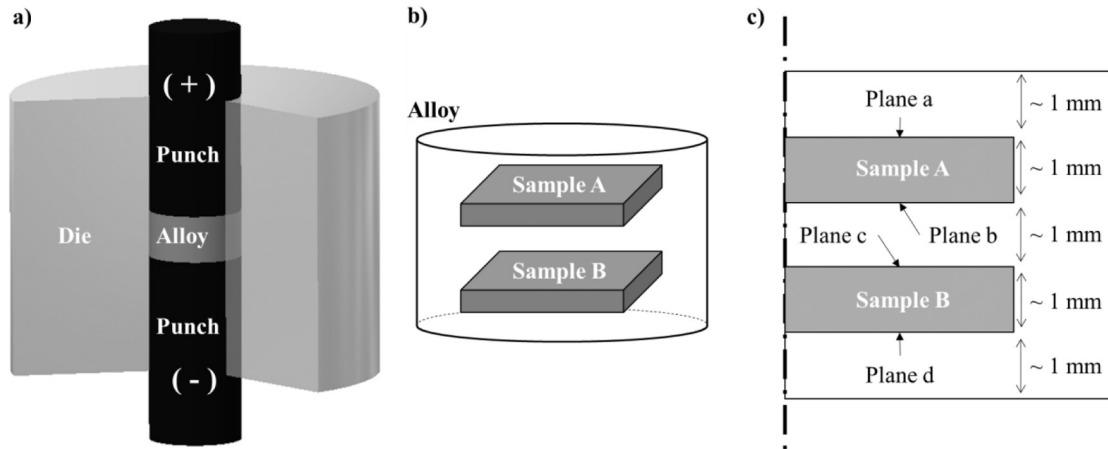 a)
( + )
Punch
Die
Alloy
Punch
( - )
b)
Alloy
Sample A
Sample B
c)
Plane a
~ 1 mm
Sample A
~ 1 mm
Plane c
Plane b
~ 1 mm
Sample B
~ 1 mm
Plane d
~ 1 mm